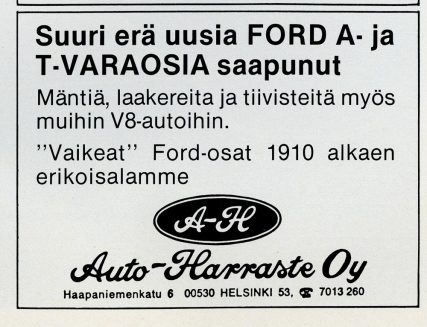 Suuri erä uusia FORD A- ja
T-VARAOSIA saapunut
Mäntiä, laakereita ja tiivisteitä myös
muihin V8-autoihin.
"Vaikeat" Ford-osat 1910 alkaen
erikoisalamme
A-H
Auto-Harraste Oy
Haapaniemenkatu 6 00530 HELSINKI 53, ☎ 7013 260